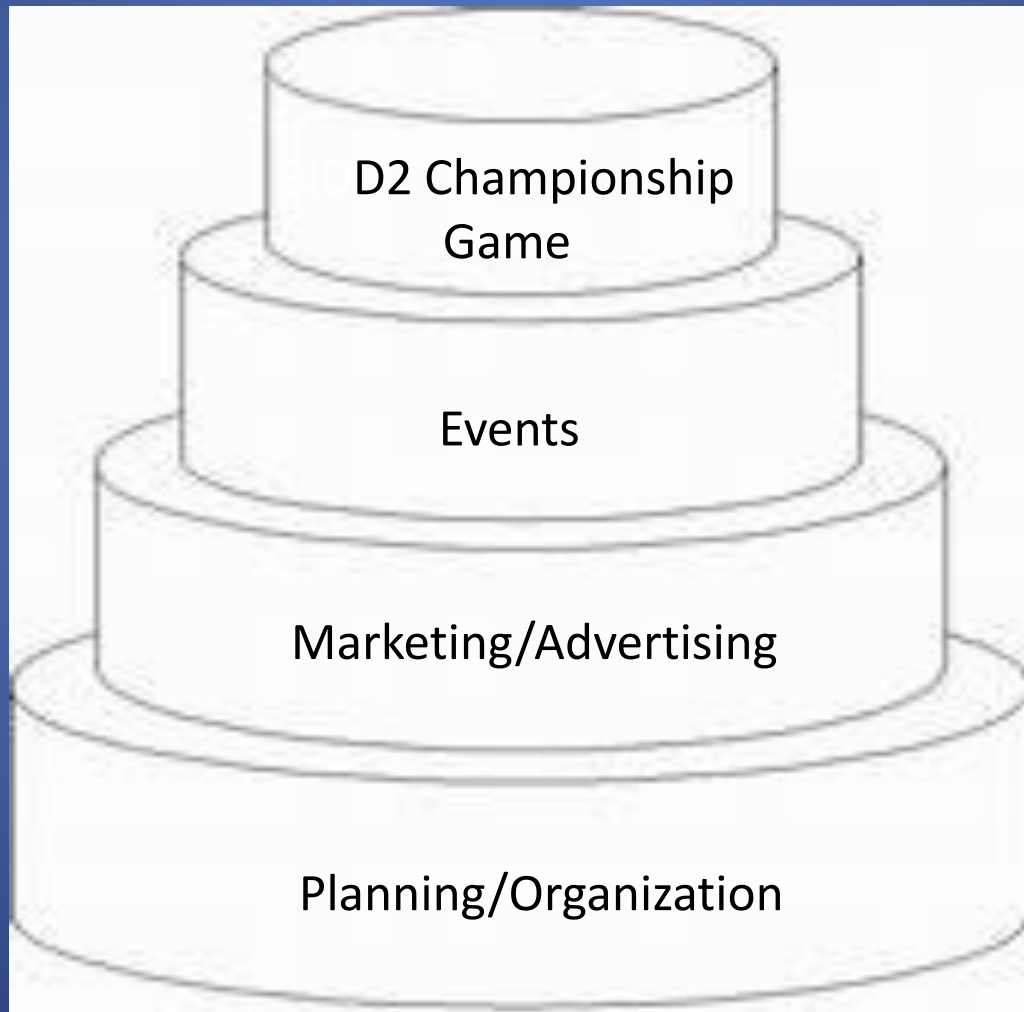 D2 Championship
Game
Events
Marketing/Advertising
Planning/Organization